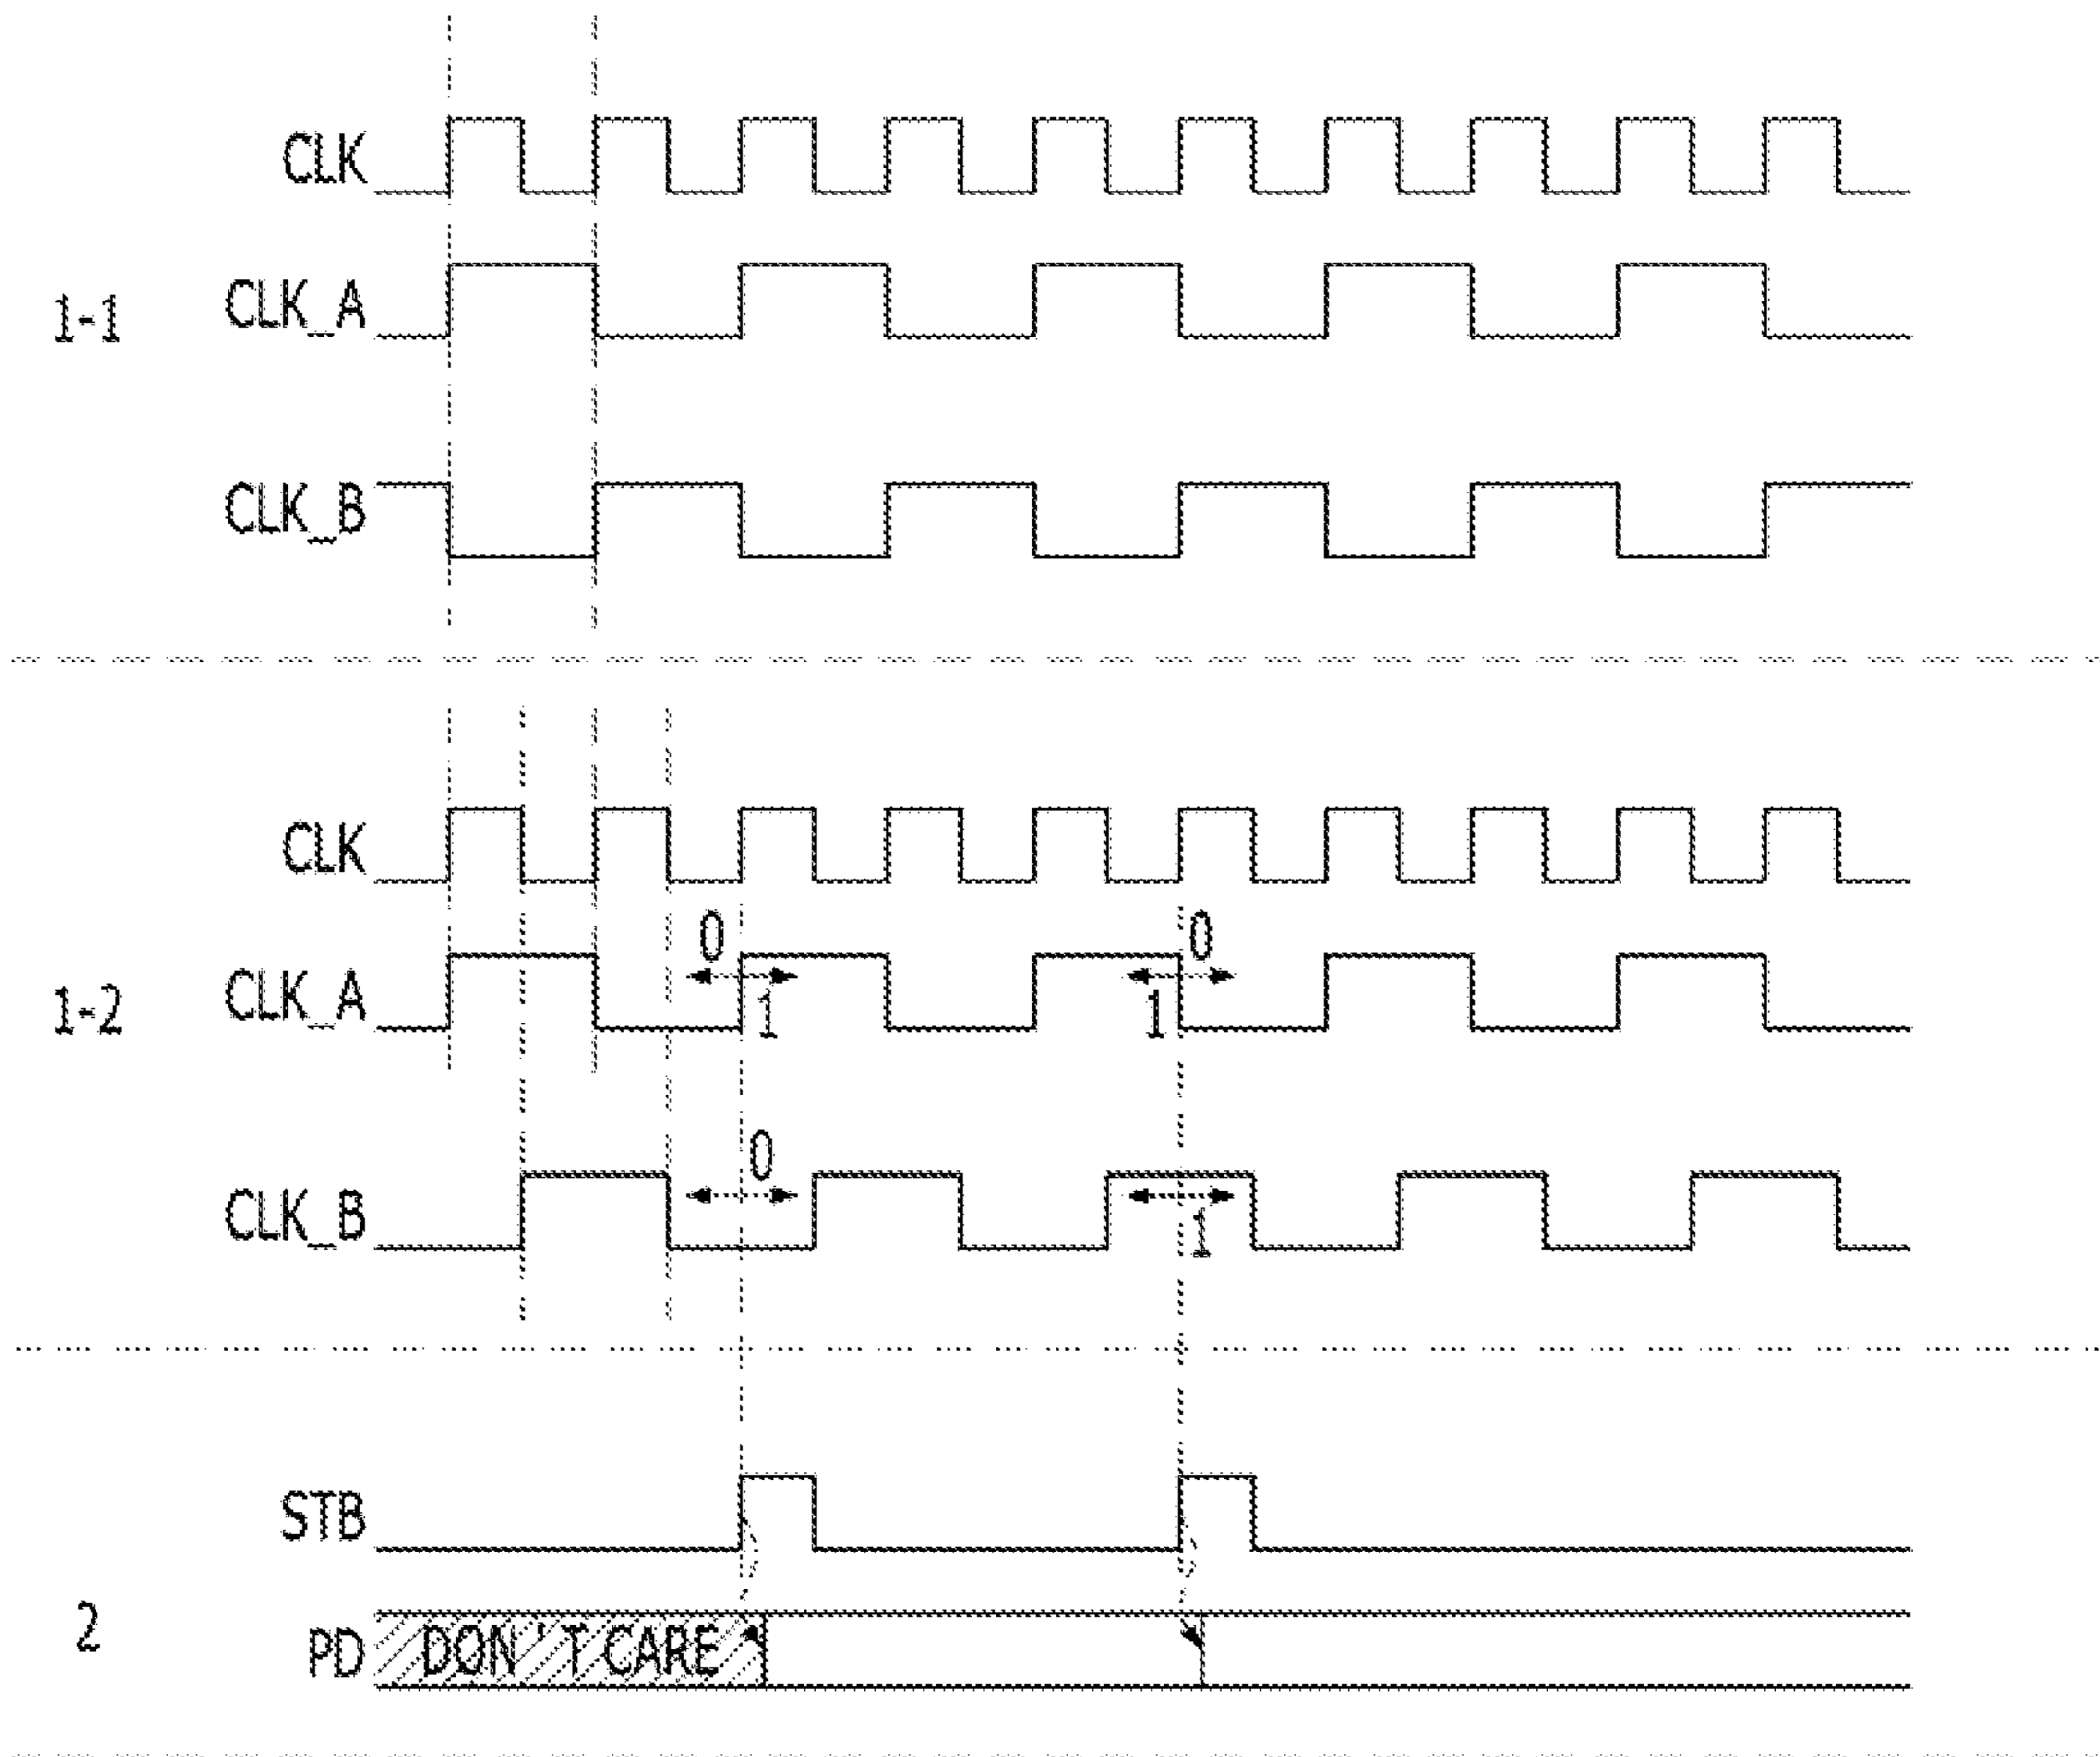 CLK
1-1
CLK_A
CLK_B
CLK
0
0
1-2
CLK_A
1
1
0
CLK_B
1
STB
2
PD
DON'T CARE